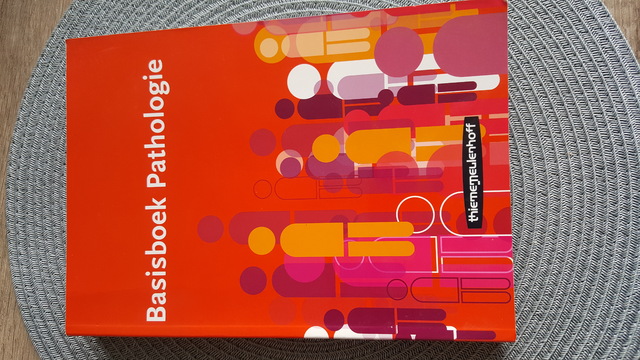 Basisboek Pathologie
thiememeulenhoff